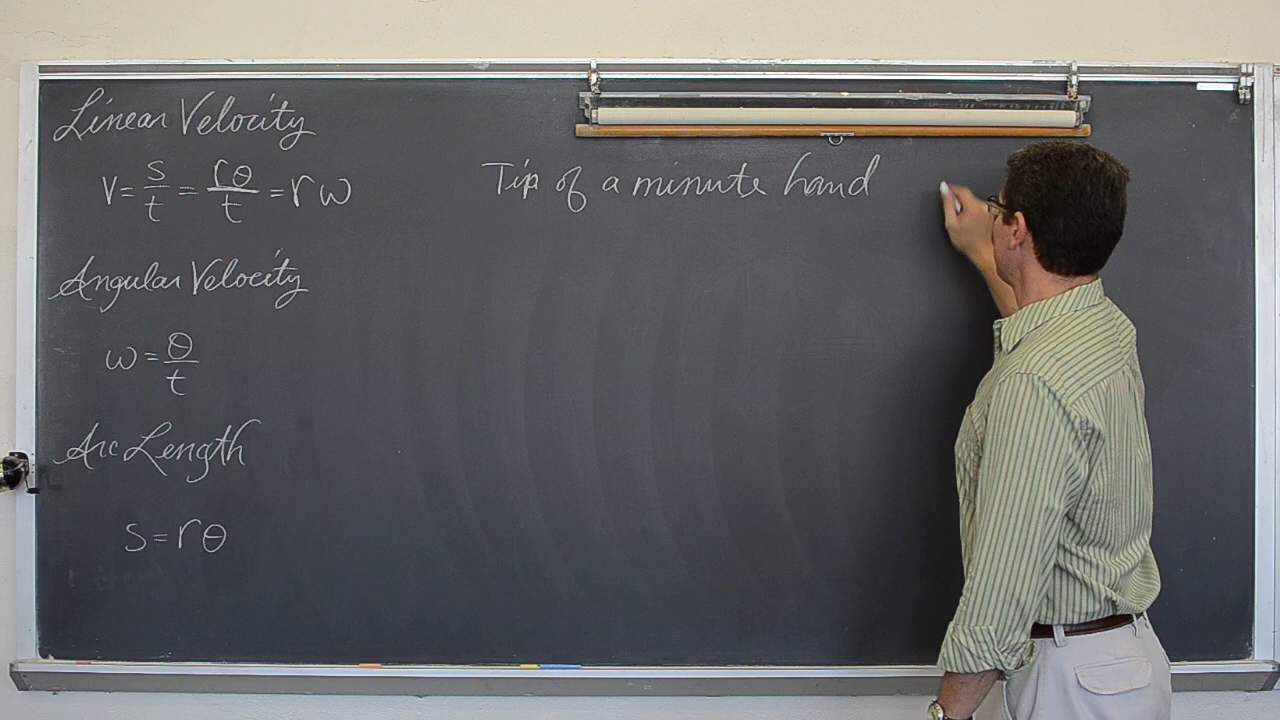 Linear Velocity
V = s/t = rθ/t = rω
Tip of a minute hand
Angular Velocity
ω = θ/t
Arc Length
s = rθ